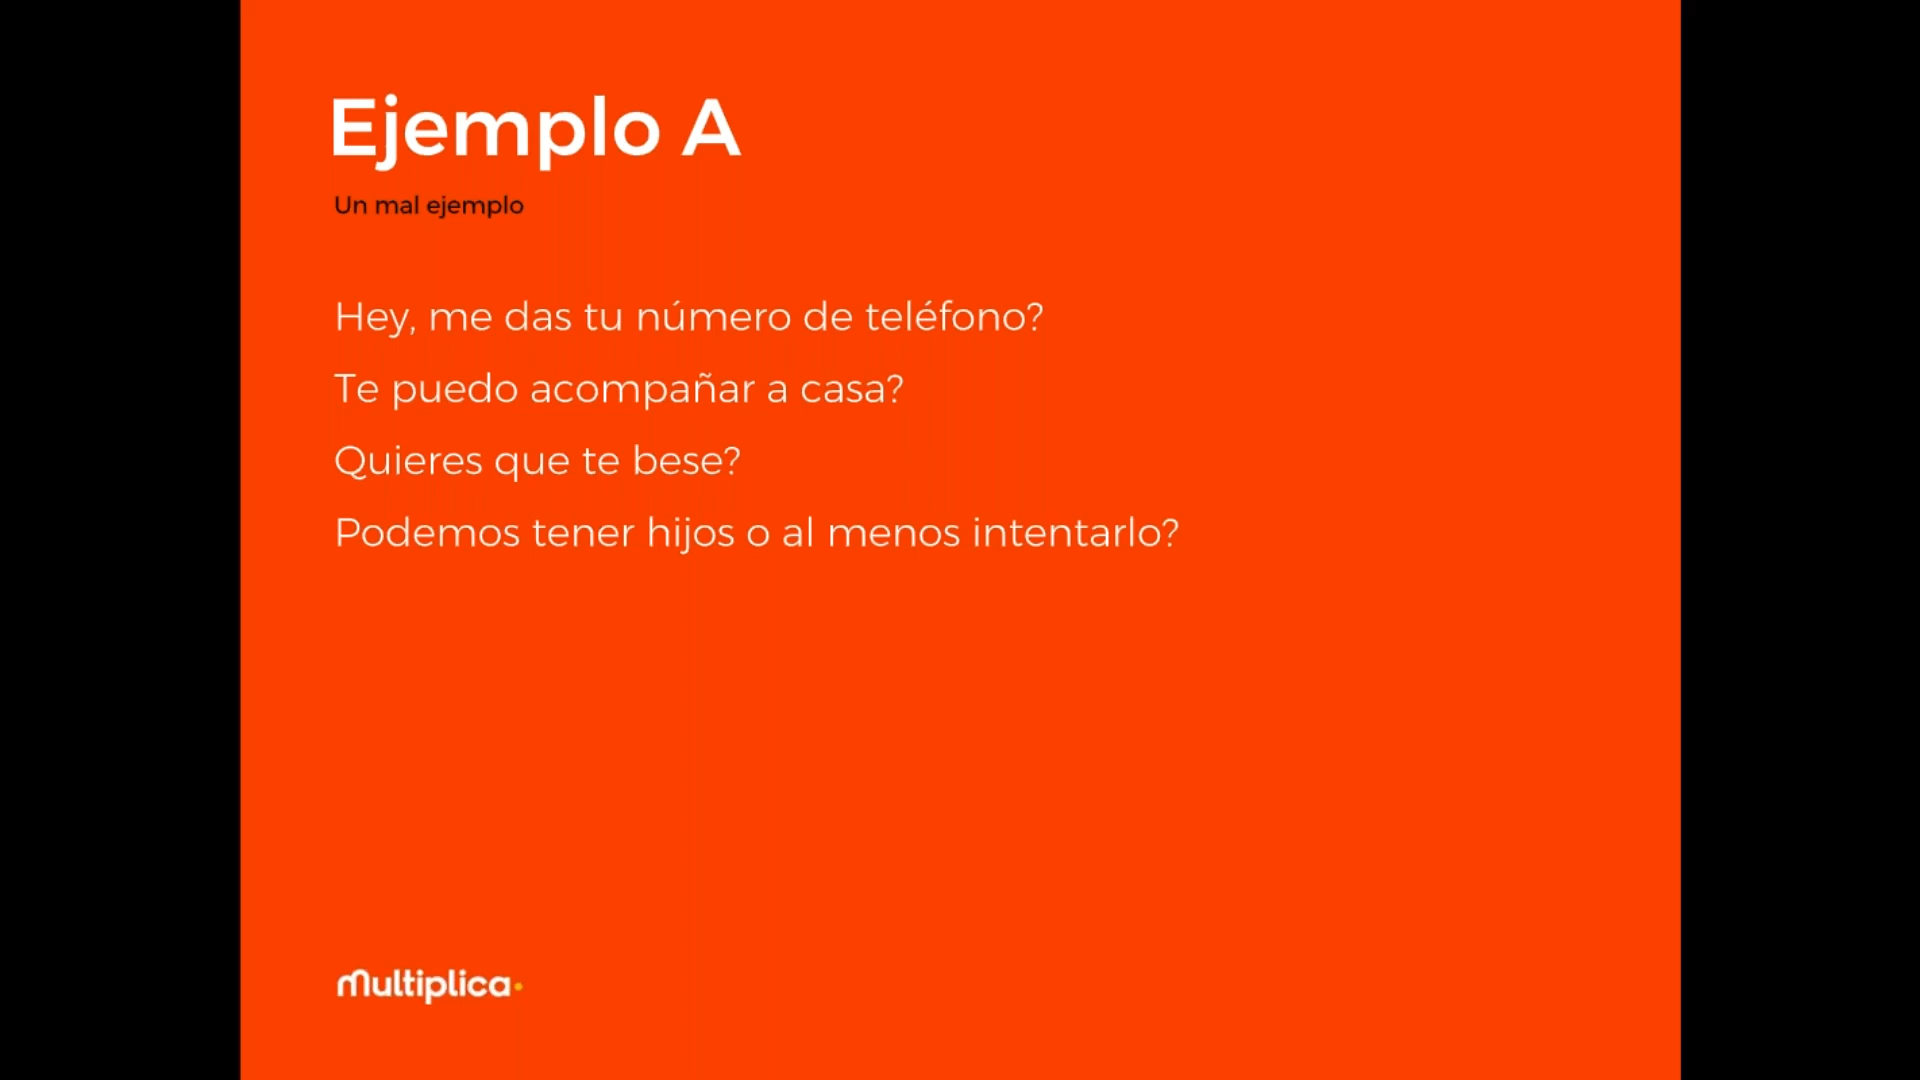 Ejemplo A
Un mal ejemplo
Hey, me das tu número de teléfono?
Te puedo acompañar a casa?
Quieres que te bese?
Podemos tener hijos o al menos intentarlo?
Multiplica